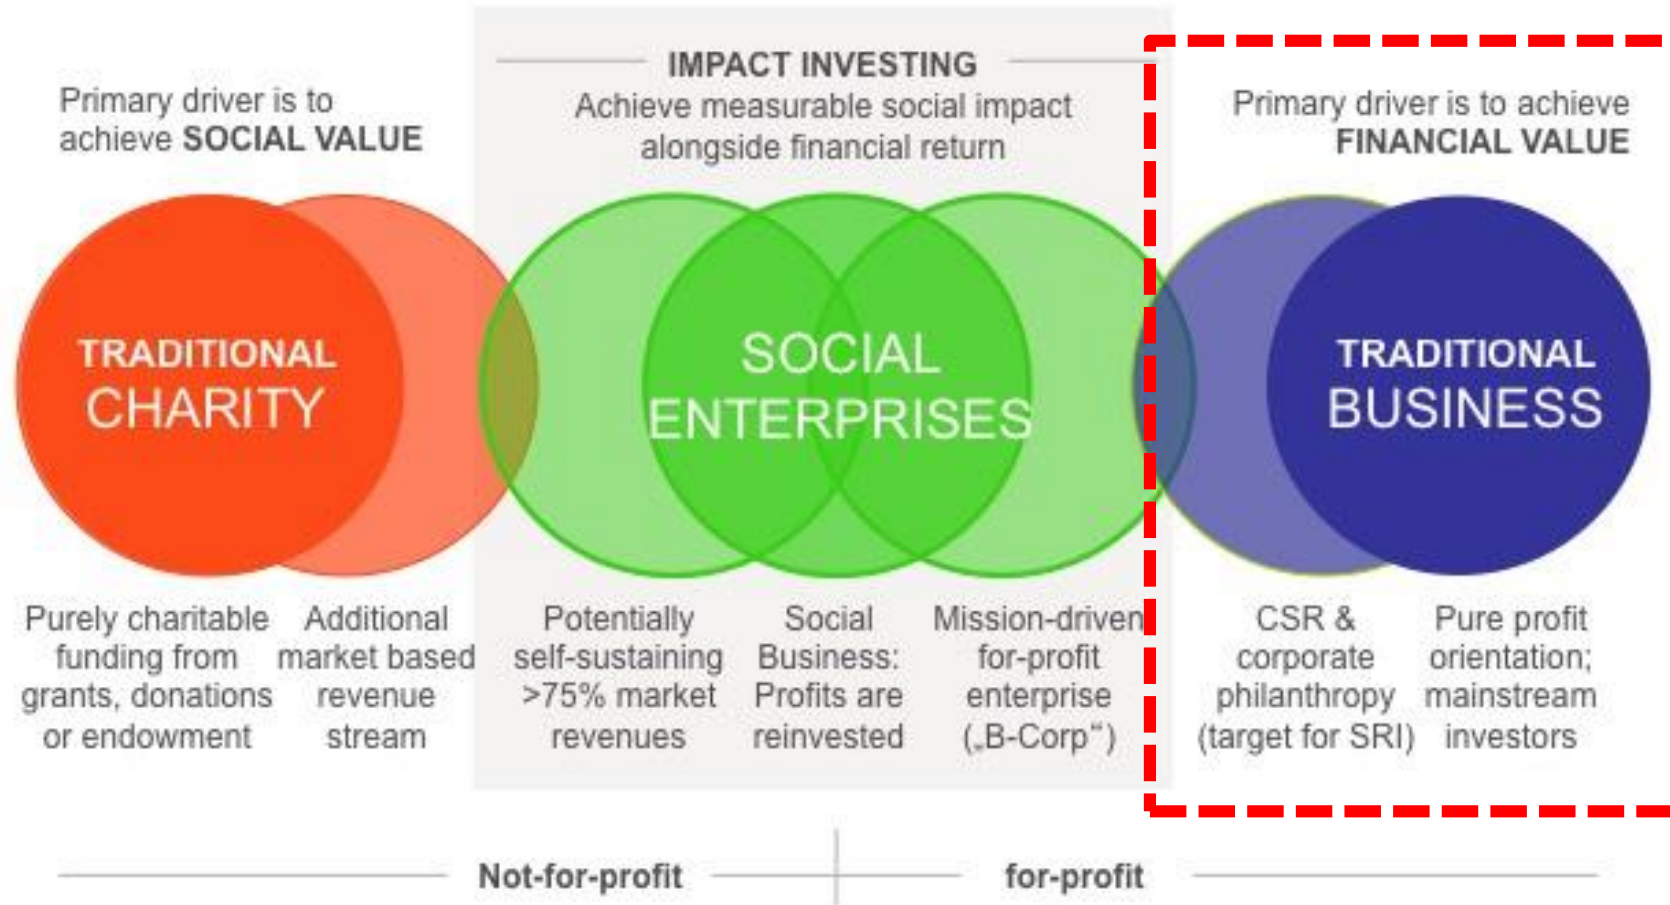 Primary driver is to
achieve SOCIAL VALUE
IMPACT INVESTING
Achieve measurable social impact
alongside financial return
Primary driver is to achieve
FINANCIAL VALUE
TRADITIONAL
CHARITY
SOCIAL
ENTERPRISES
TRADITIONAL
BUSINESS
Purely charitable
funding from
grants, donations
or endowment
Additional
market based
revenue
stream
Potentially
self-sustaining
>75% market
revenues
Social
Business:
Profits are
reinvested
Mission-driven
for-profit
enterprise
(„B-Corp“)
CSR &
corporate
philanthropy
(target for SRI)
Pure profit
orientation;
mainstream
investors
Not-for-profit
for-profit